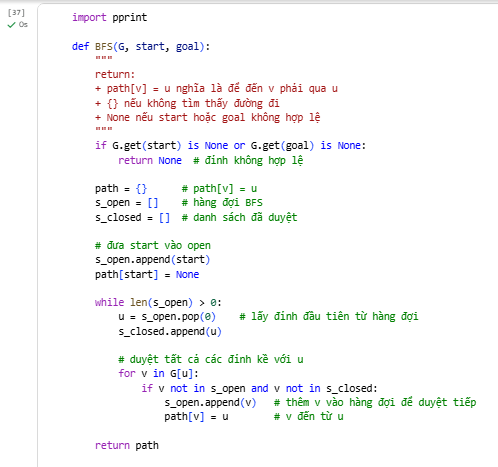 [37]
✓ 0s
import pprint

def BFS(G, start, goal):
    """
    return:
    + path[v] = u nghĩa là để đến v phải qua u
    + {} nếu không tìm thấy đường đi
    + None nếu start hoặc goal không hợp lệ
    """
    if G.get(start) is None or G.get(goal) is None:
        return None  # đỉnh không hợp lệ

    path = {}      # path[v] = u
    s_open = []    # hàng đợi BFS
    s_closed = []  # danh sách đã duyệt

    # đưa start vào open
    s_open.append(start)
    path[start] = None

    while len(s_open) > 0:
        u = s_open.pop(0)    # lấy đỉnh đầu tiên từ hàng đợi
        s_closed.append(u)

        # duyệt tất cả các đỉnh kề với u
        for v in G[u]:
            if v not in s_open and v not in s_closed:
                s_open.append(v)   # thêm v vào hàng đợi để duyệt tiếp
                path[v] = u        # v đến từ u

    return path